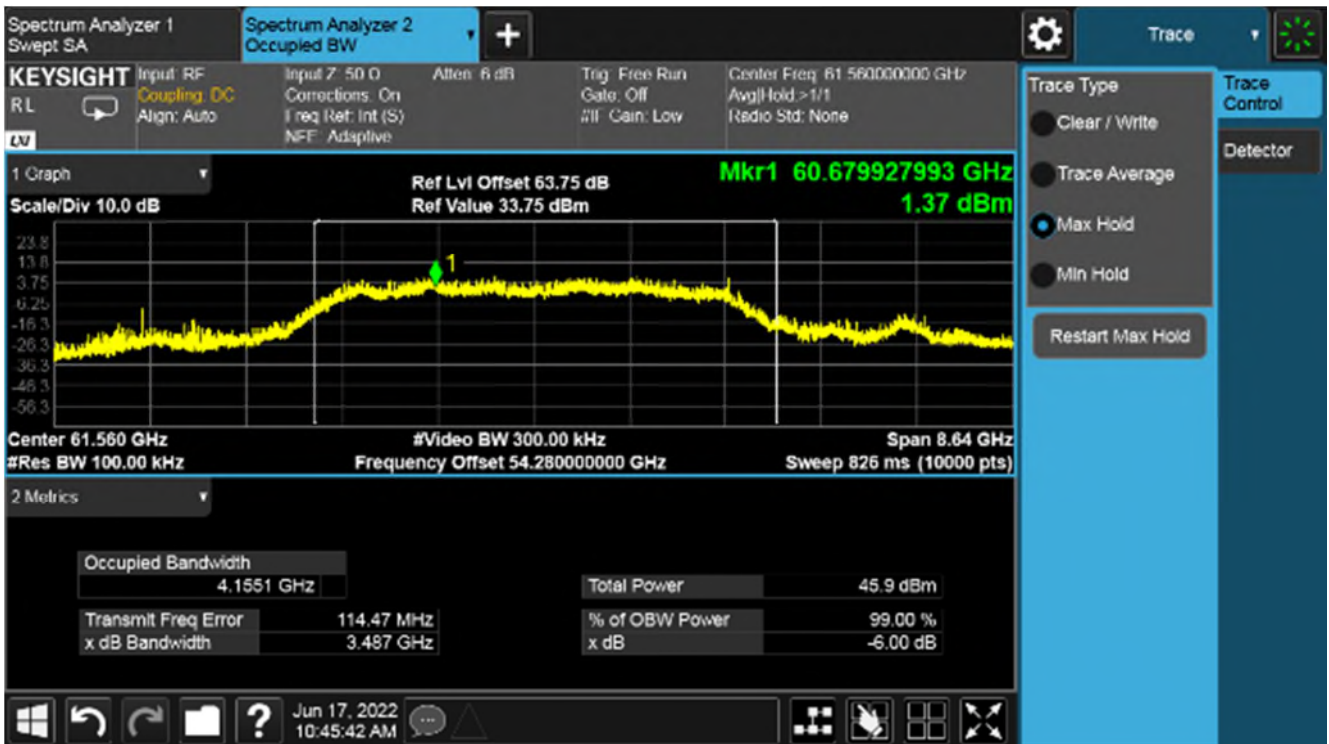 Spectrum Analyzer 1
Swept SA
Spectrum Analyzer 2
Occupied BW
+
Trace
KEYSIGHT
RL
LXI
Input: RF
Coupling: DC
Align: Auto
Input Z: 50 Ω
Corrections: On
Freq Ref: Int (S)
NFE: Adaptive
Atten: 6 dB
Trig: Free Run
Gate: Off
#IF Gain: Low
Center Freq: 61.560000000 GHz
Avg|Hold:>1/1
Radio Std: None
Trace Type
Clear / Write
Trace Average
Max Hold
Min Hold
Restart Max Hold
Trace
Control
Detector
1 Graph
Scale/Div 10.0 dB
Ref Lvl Offset 63.75 dB
Ref Value 33.75 dBm
Mkr1 60.679927993 GHz
1.37 dBm
23.8
13.8
3.75
-6.25
-16.3
-26.3
-36.3
-46.3
-56.3
1
Center 61.560 GHz
#Res BW 100.00 kHz
#Video BW 300.00 kHz
Frequency Offset 54.280000000 GHz
Span 8.64 GHz
Sweep 826 ms (10000 pts)
2 Metrics
Occupied Bandwidth
4.1551 GHz
Transmit Freq Error 114.47 MHz
x dB Bandwidth 3.487 GHz
Total Power 45.9 dBm
% of OBW Power 99.00 %
x dB -6.00 dB
?
Jun 17, 2022
10:45:42 AM